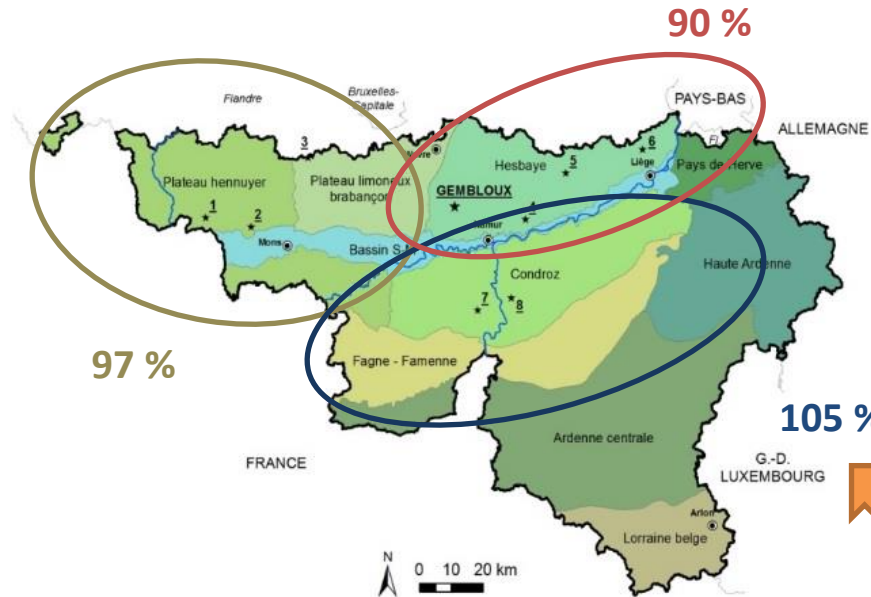 90 %
Flandre
Bruxelles-
Capitale
PAYS-BAS
ALLEMAGNE
3
6
Liège
Pays de Herve
5
Hesbaye
Plateau hennuyer
Plateau limoneux
brabançon
GEMBLOUX
1
2
4
Mons
Bassin S-M
Condroz
Haute Ardenne
7
8
97 %
Fagne - Famenne
105 %
Ardenne centrale
FRANCE
G.-D.
LUXEMBOURG
Arlon
Lorraine belge
N
0 10 20 km